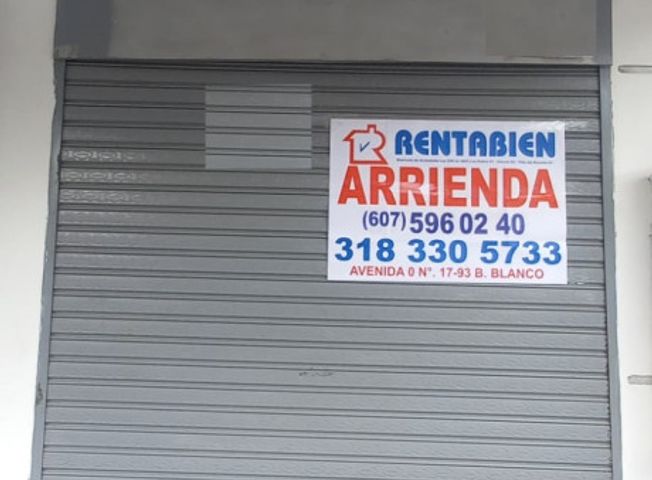 RENTABIEN
ARRIENDA
(607) 596 02 40
318 330 5733
AVENIDA 0 N°. 17-93 B. BLANCO